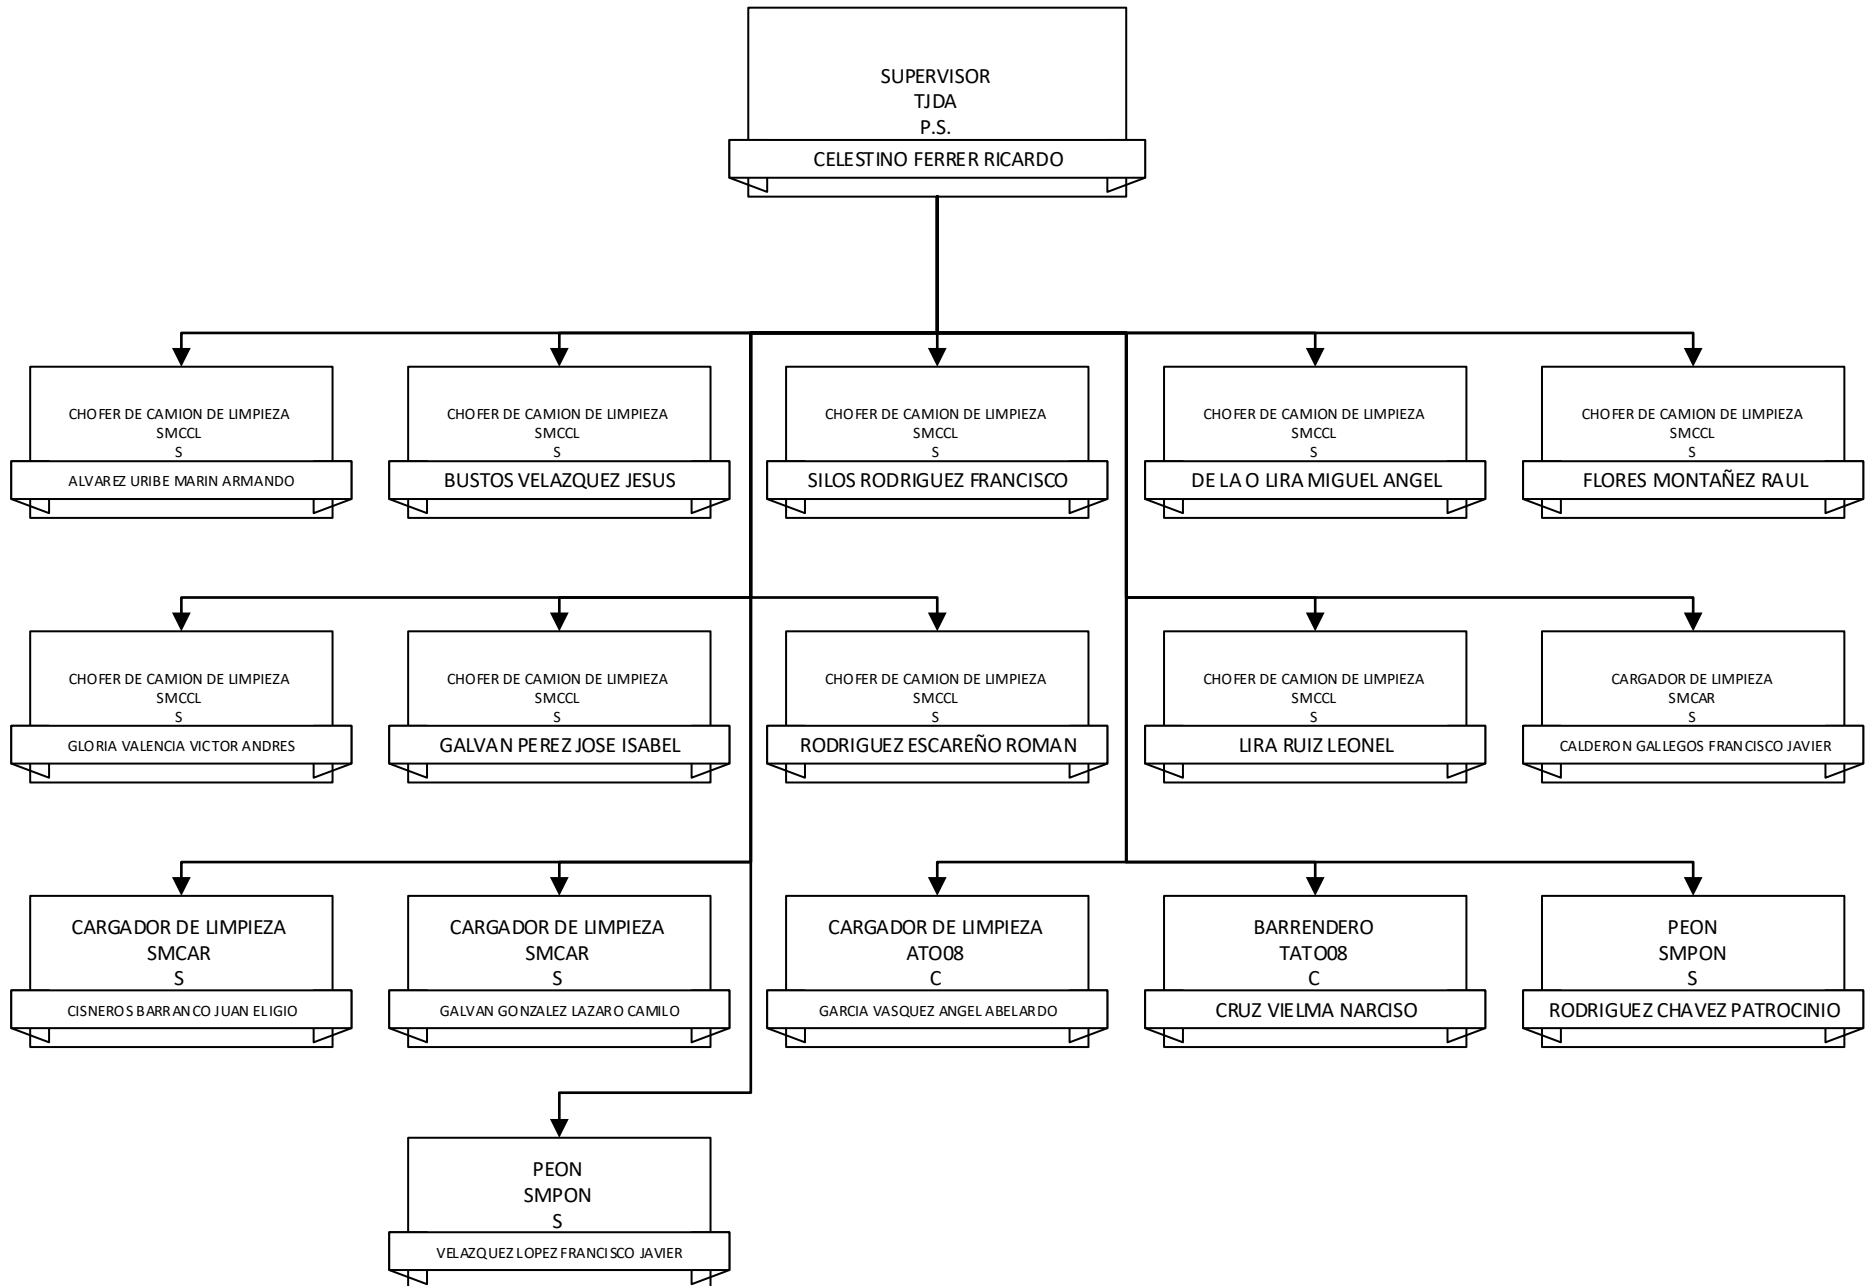 SUPERVISOR
TJDA
P.S.
CELESTINO FERRER RICARDO
CHOFER DE CAMION DE LIMPIEZA
SMCCL
S
ALVAREZ URIBE MARIN ARMANDO
CHOFER DE CAMION DE LIMPIEZA
SMCCL
S
BUSTOS VELAZQUEZ JESUS
CHOFER DE CAMION DE LIMPIEZA
SMCCL
S
SILOS RODRIGUEZ FRANCISCO
CHOFER DE CAMION DE LIMPIEZA
SMCCL
S
DE LA O LIRA MIGUEL ANGEL
CHOFER DE CAMION DE LIMPIEZA
SMCCL
S
FLORES MONTAÑEZ RAUL
CHOFER DE CAMION DE LIMPIEZA
SMCCL
S
GLORIA VALENCIA VICTOR ANDRES
CHOFER DE CAMION DE LIMPIEZA
SMCCL
S
GALVAN PEREZ JOSE ISABEL
CHOFER DE CAMION DE LIMPIEZA
SMCCL
S
RODRIGUEZ ESCAREÑO ROMAN
CHOFER DE CAMION DE LIMPIEZA
SMCCL
S
LIRA RUIZ LEONEL
CARGADOR DE LIMPIEZA
SMCAR
S
CALDERON GALLEGOS FRANCISCO JAVIER
CARGADOR DE LIMPIEZA
SMCAR
S
CISNEROS BARRANCO JUAN ELIGIO
CARGADOR DE LIMPIEZA
SMCAR
S
GALVAN GONZALEZ LAZARO CAMILO
CARGADOR DE LIMPIEZA
ATO08
C
GARCIA VASQUEZ ANGEL ABELARDO
BARRENDERO
TATO08
C
CRUZ VIELMA NARCISO
PEON
SMPON
S
RODRIGUEZ CHAVEZ PATROCINIO
PEON
SMPON
S
VELAZQUEZ LOPEZ FRANCISCO JAVIER